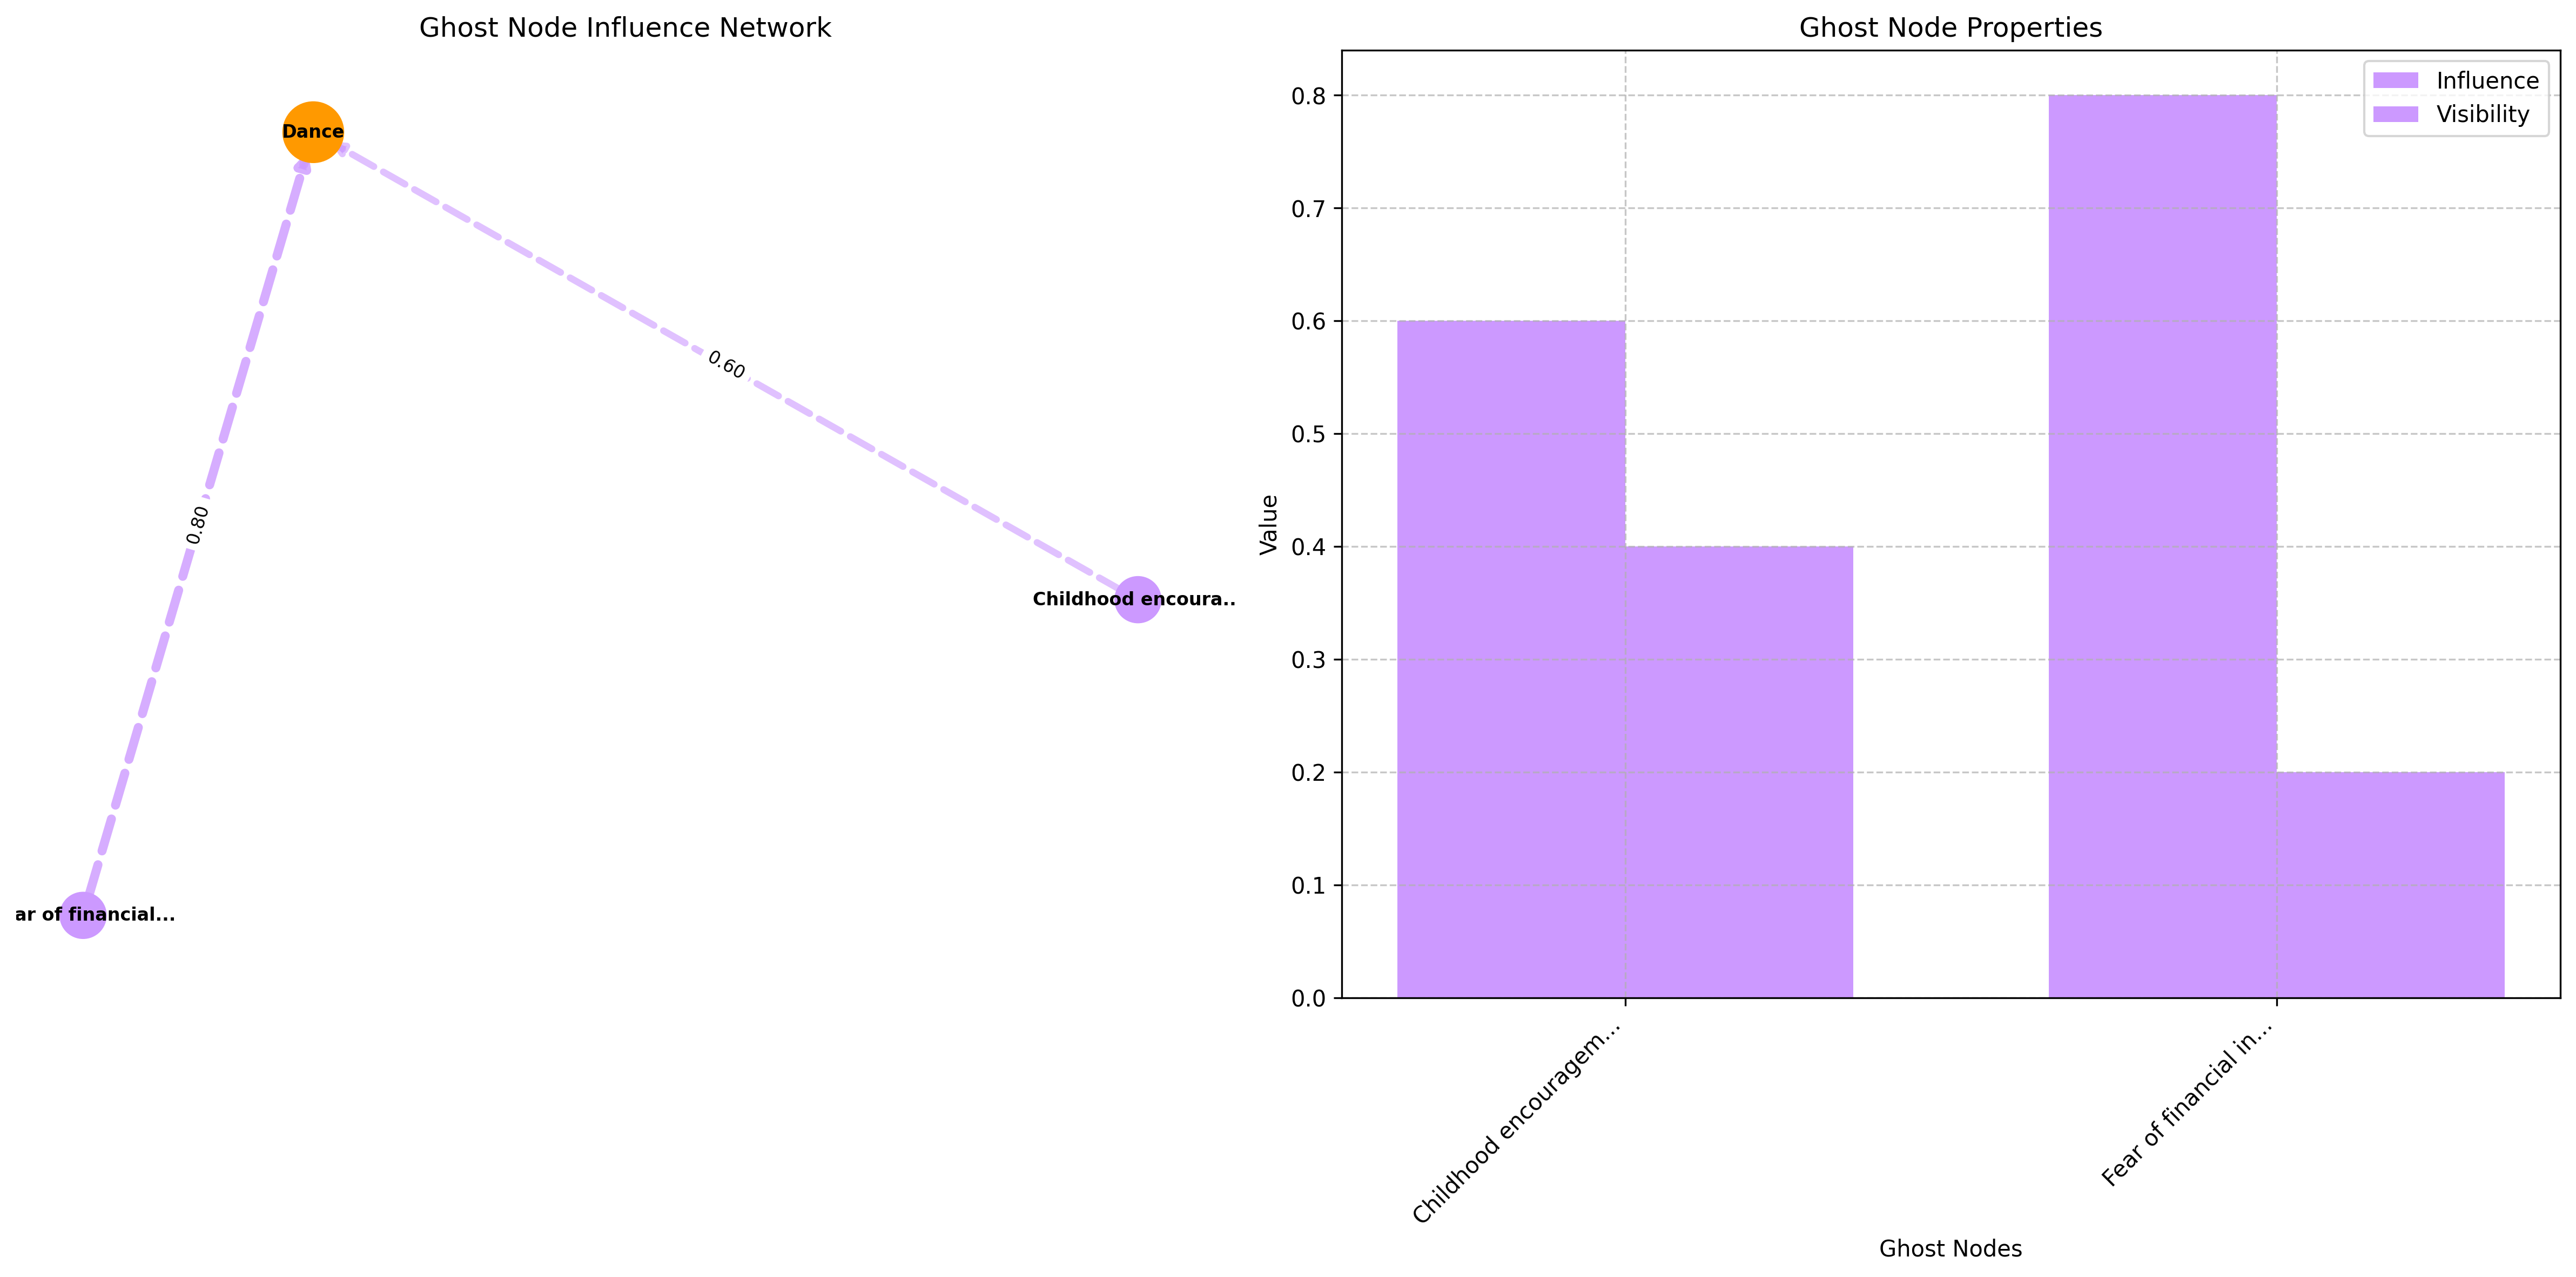 Ghost Node Influence Network
Dance
0.60
0.80
Childhood encoura..
ar of financial...
Ghost Node Properties
Influence
Visibility
0.8
0.7
0.6
0.5
0.4
0.3
0.2
0.1
0.0
Value
Childhood encouragem...
Fear of financial in...
Ghost Nodes